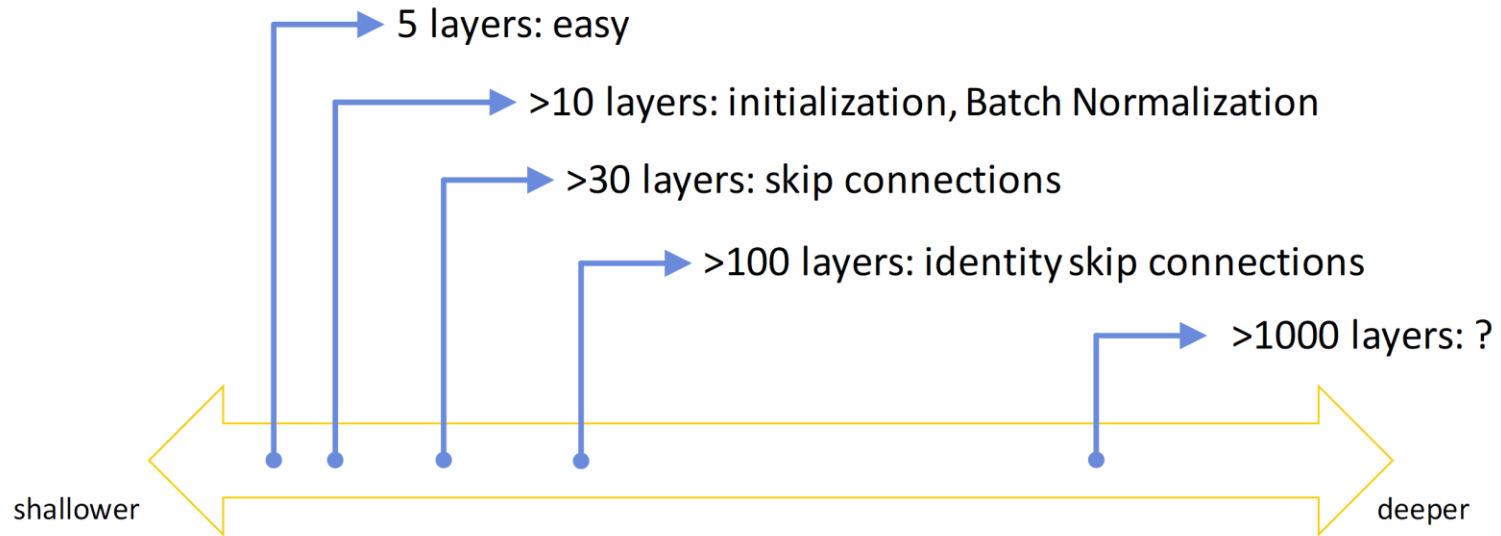 5 layers: easy
>10 layers: initialization, Batch Normalization
>30 layers: skip connections
>100 layers: identity skip connections
>1000 layers: ?
shallower
deeper